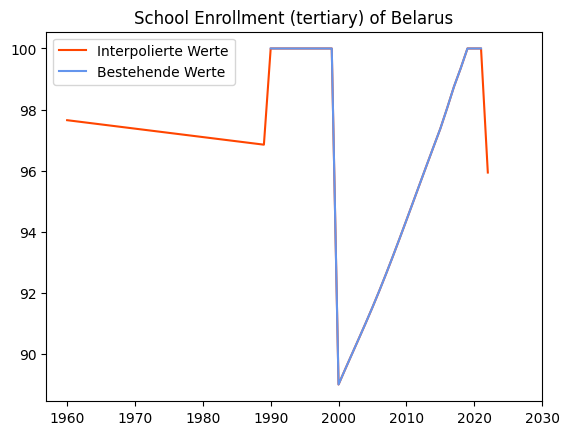 School Enrollment (tertiary) of Belarus
Interpolierte Werte
Bestehende Werte
100
98
96
94
92
90
1960 1970 1980 1990 2000 2010 2020 2030